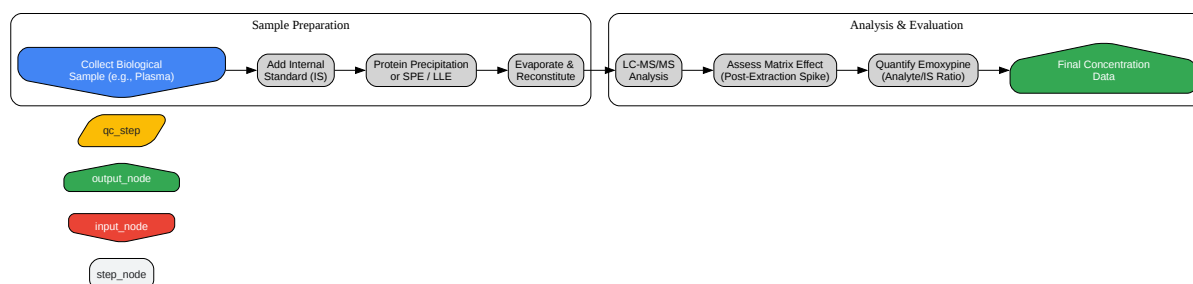 Sample Preparation
Analysis & Evaluation
Collect Biological
Sample (e.g., Plasma)
Add Internal
Standard (IS)
Protein Precipitation
or SPE / LLE
Evaporate &
Reconstitute
LC-MS/MS
Analysis
Assess Matrix Effect
(Post-Extraction Spike)
Quantify Emoxypine
(Analyte/IS Ratio)
Final Concentration
Data
qc_step
output_node
input_node
step_node